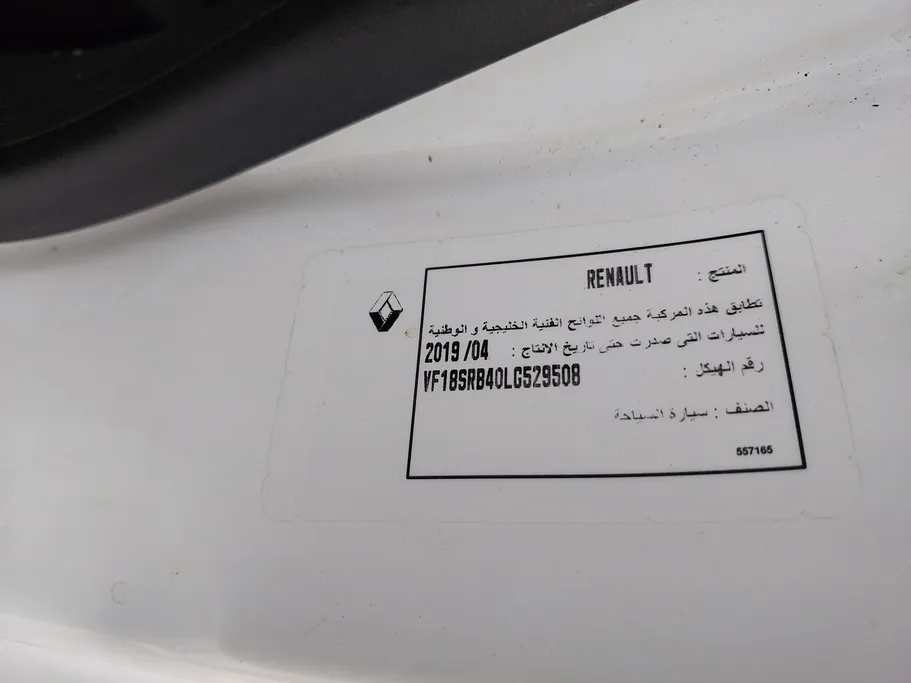 المنتج : RENAULT
تطابق هذه المركبة جميع اللوائح الفنية الخليجية و الوطنية
للسيارات التي صدرت حتى تاريخ الانتاج : 2019 /04
رقم الهيكل : VF18SRB40LG529508
الصنف : سيارة السياحة
557165